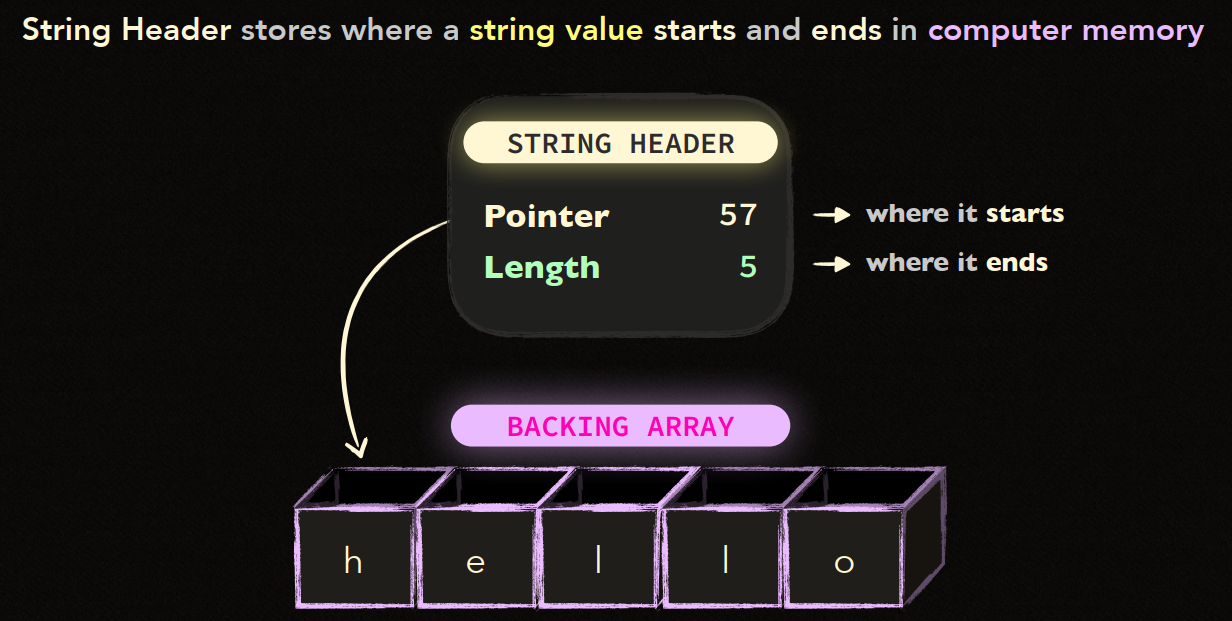 String Header stores where a string value starts and ends in computer memory
STRING HEADER
Pointer 57 where it starts
Length 5 where it ends
BACKING ARRAY
h e l l o